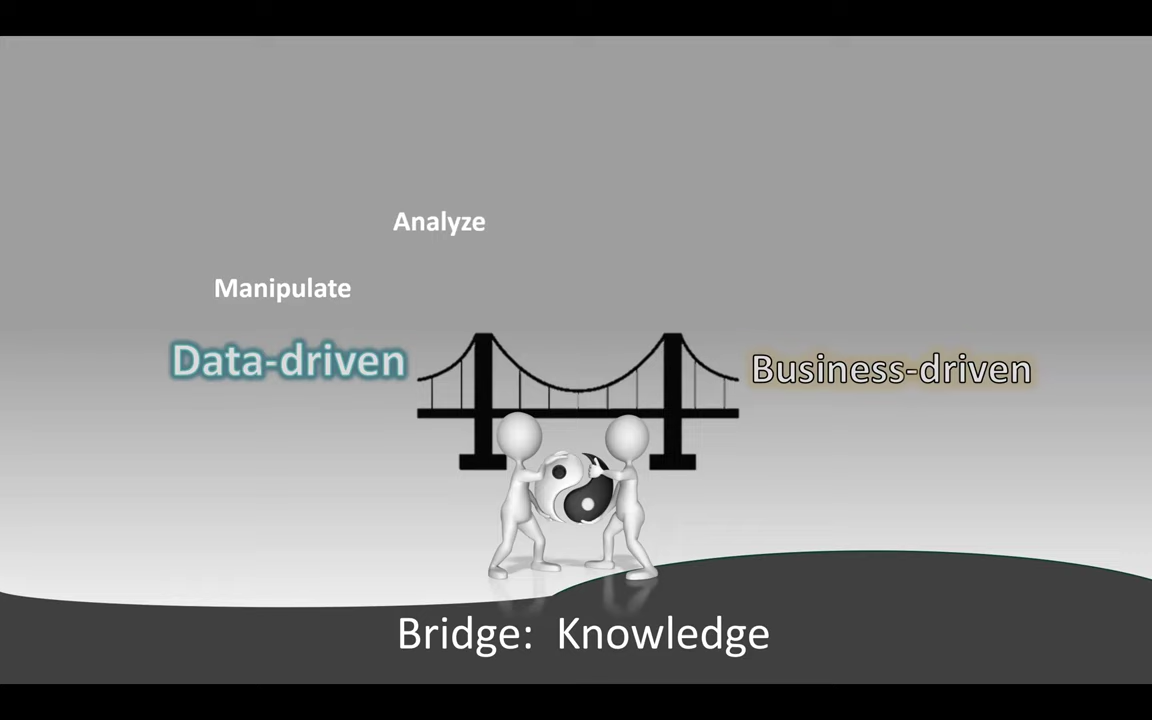 Analyze
Manipulate
Data-driven
Business-driven
Bridge:  Knowledge